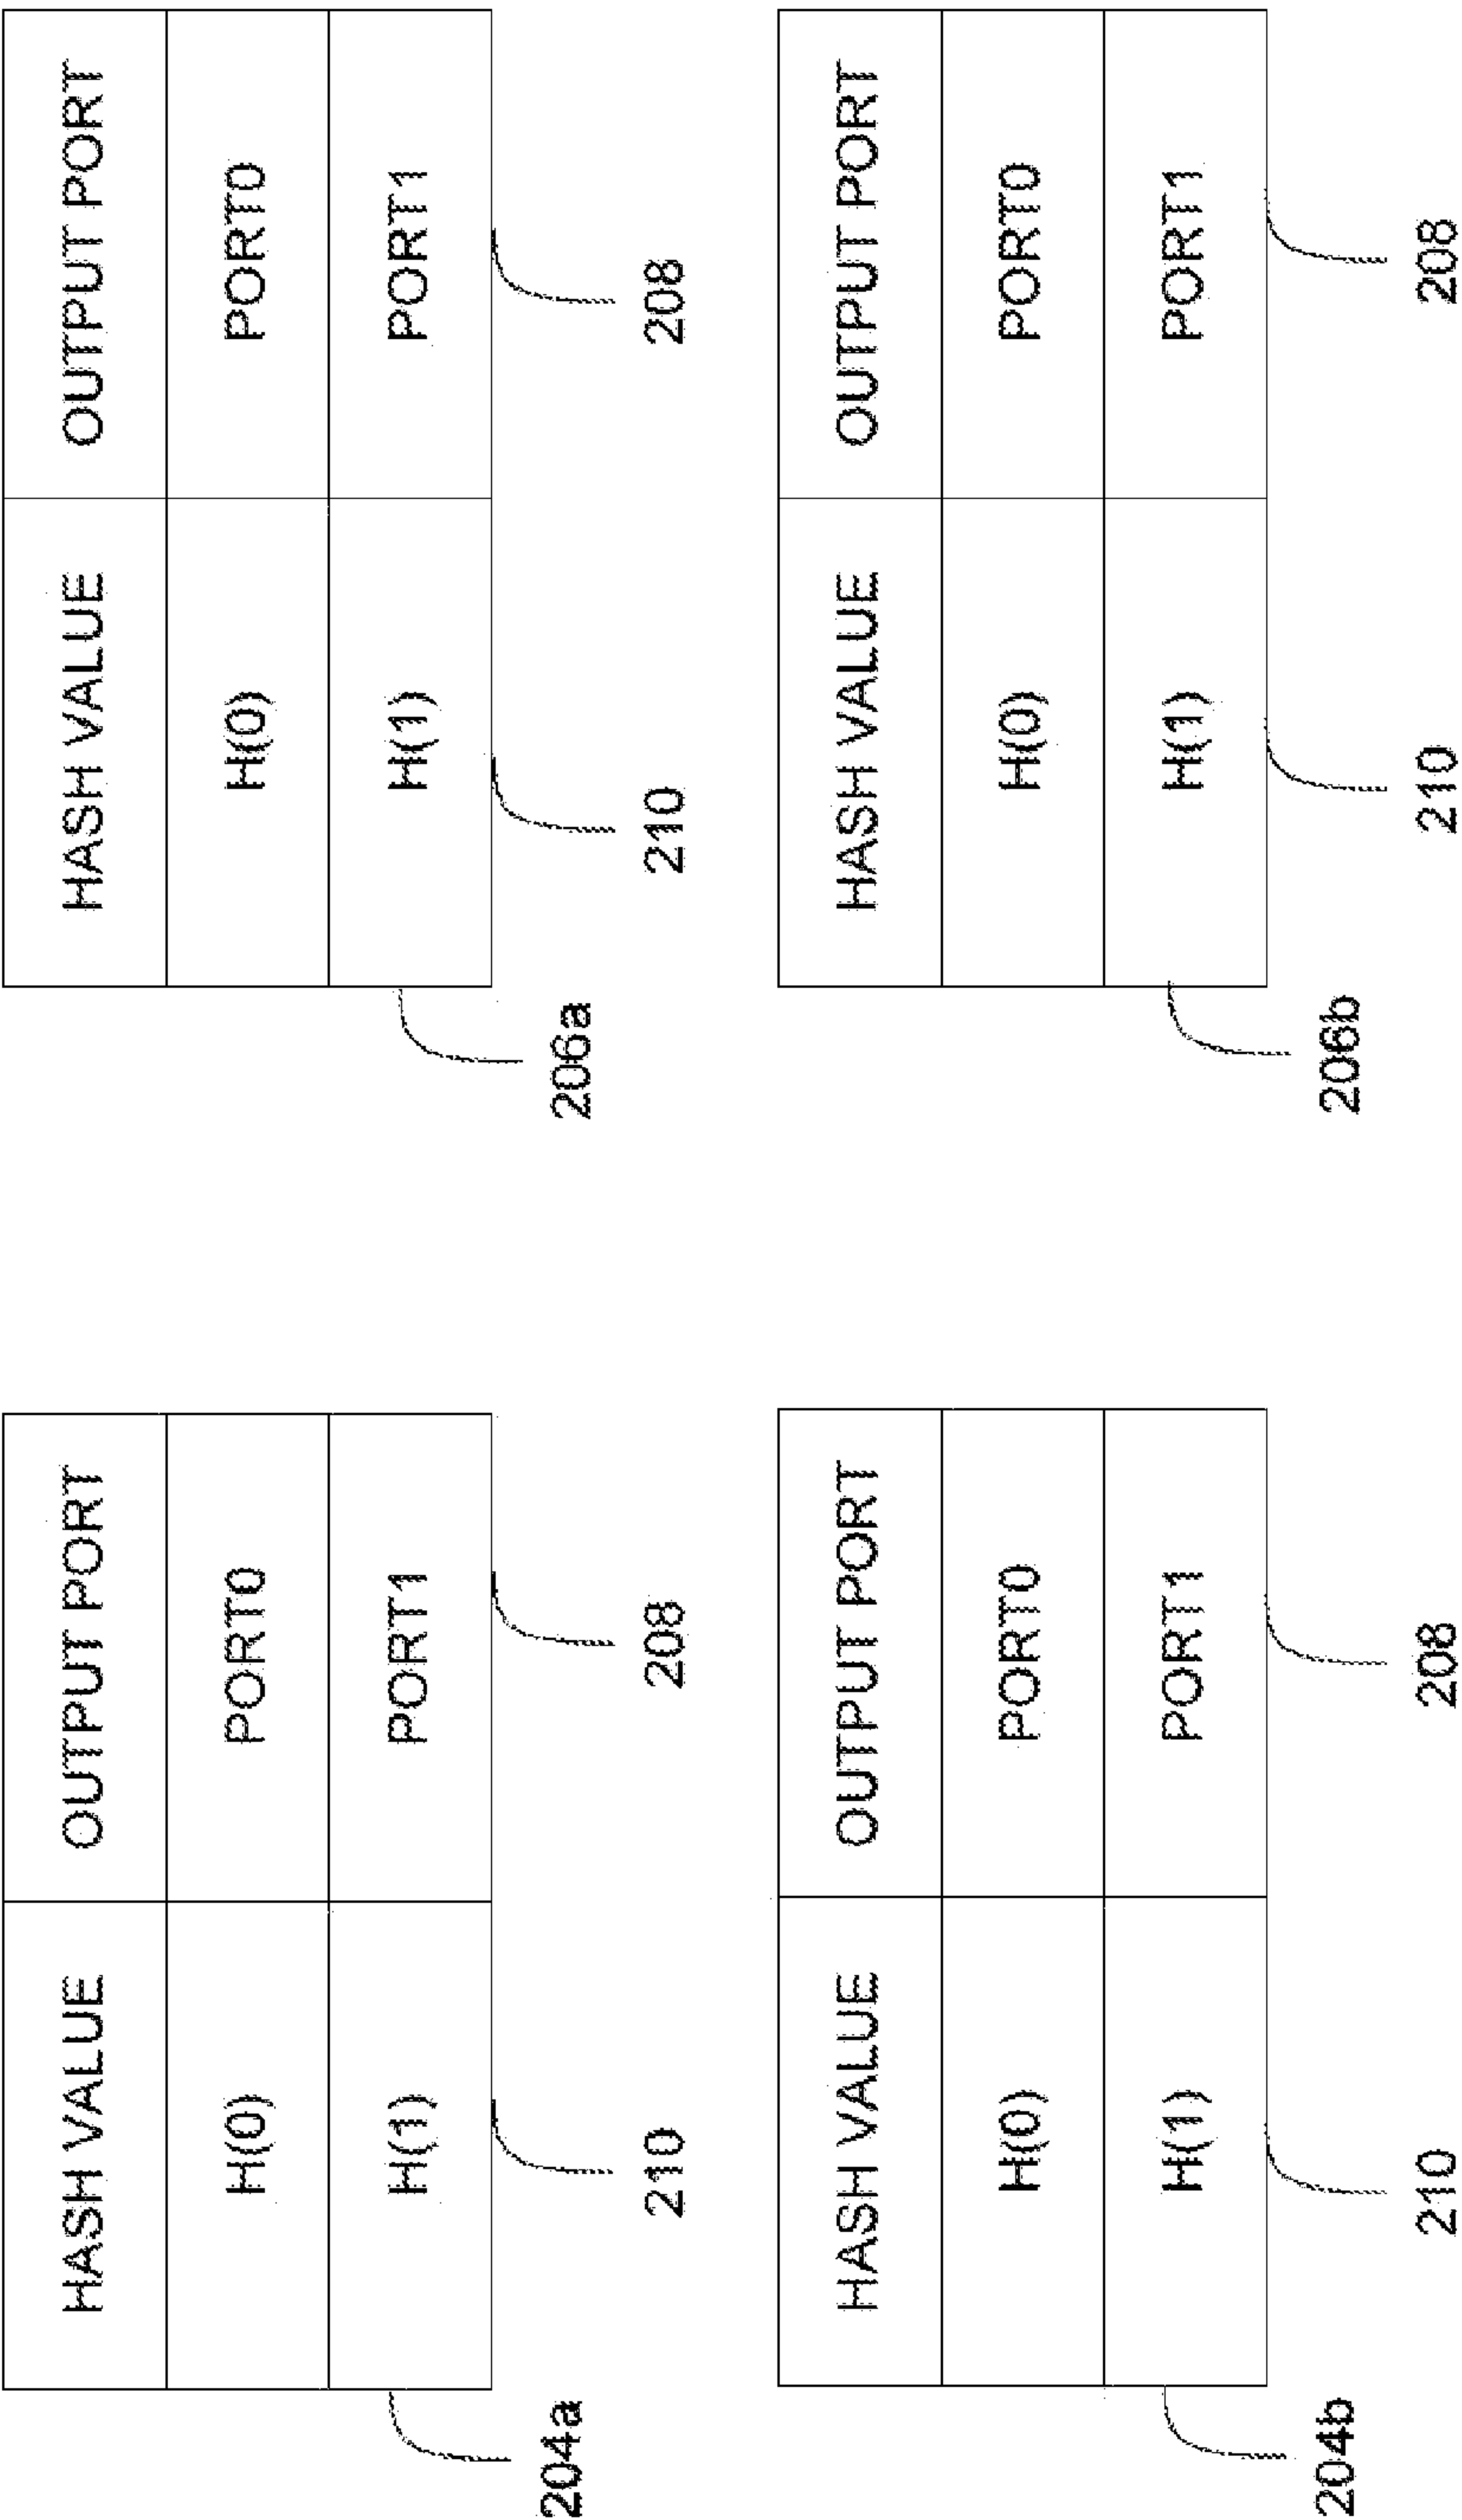 HASH VALUE OUTPUT PORT
H(0) PORT0
H(1) PORT1
204a
210 208
HASH VALUE OUTPUT PORT
H(0) PORT0
H(1) PORT1
206a
210 208
HASH VALUE OUTPUT PORT
H(0) PORT0
H(1) PORT1
204b
210 208
HASH VALUE OUTPUT PORT
H(0) PORT0
H(1) PORT1
206b
210 208